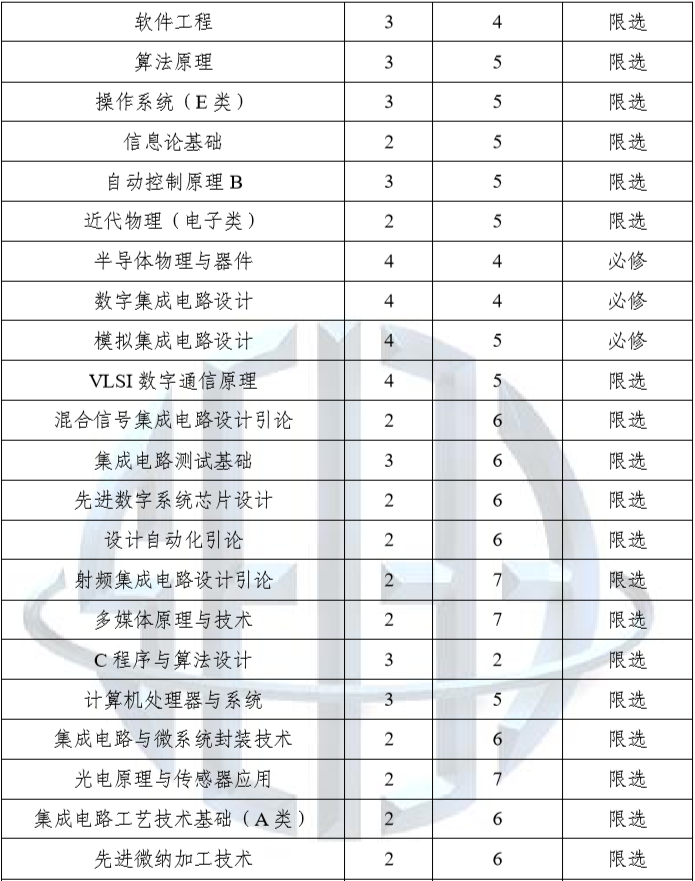 软件工程 3 4 限选
算法原理 3 5 限选
操作系统（E 类） 3 5 限选
信息论基础 2 5 限选
自动控制原理 B 3 5 限选
近代物理（电子类） 2 5 限选
半导体物理与器件 4 4 必修
数字集成电路设计 4 4 必修
模拟集成电路设计 4 5 必修
VLSI 数字通信原理 4 5 限选
混合信号集成电路设计引论 2 6 限选
集成电路测试基础 3 6 限选
先进数字系统芯片设计 2 6 限选
设计自动化引论 2 6 限选
射频集成电路设计引论 2 7 限选
多媒体原理与技术 2 7 限选
C 程序与算法设计 3 2 限选
计算机处理器与系统 3 5 限选
集成电路与微系统封装技术 2 6 限选
光电原理与传感器应用 2 7 限选
集成电路工艺技术基础（A 类） 2 6 限选
先进微纳加工技术 2 6 限选